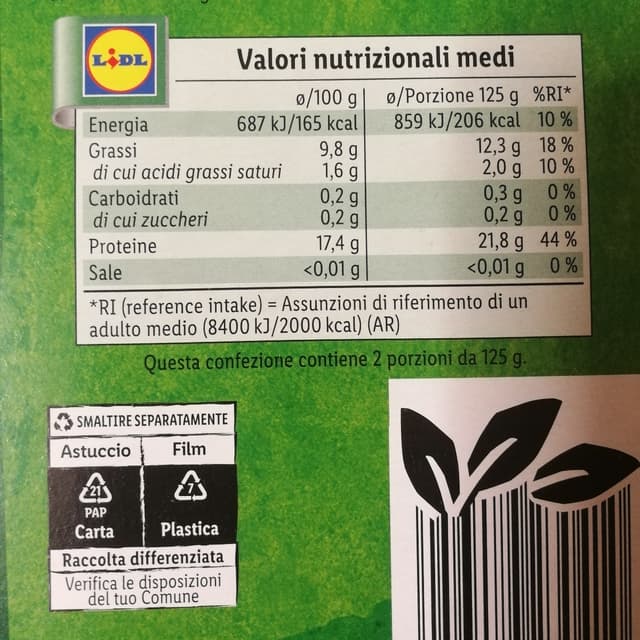 LIDL
Valori nutrizionali medi
ø/100 g ø/Porzione 125 g %RI*
Energia 687 kJ/165 kcal 859 kJ/206 kcal 10 %
Grassi 9,8 g 12,3 g 18 %
di cui acidi grassi saturi 1,6 g 2,0 g 10 %
Carboidrati 0,2 g 0,3 g 0 %
di cui zuccheri 0,2 g 0,2 g 0 %
Proteine 17,4 g 21,8 g 44 %
Sale <0,01 g <0,01 g 0 %
*RI (reference intake) = Assunzioni di riferimento di un
adulto medio (8400 kJ/2000 kcal) (AR)
Questa confezione contiene 2 porzioni da 125 g.
SMALTIRE SEPARATAMENTE
Astuccio Film
21 7
PAP
Carta Plastica
Raccolta differenziata
Verifica le disposizioni
del tuo Comune